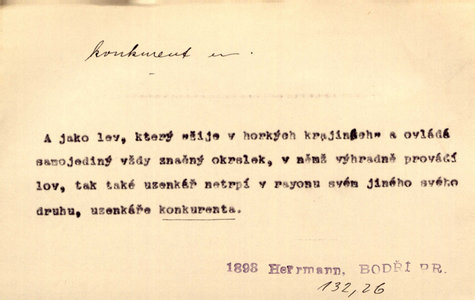 konkurent m.
A jako lev, který »žije v horkých krajinách« a ovládá
samojediný vždy značný okrslek, v němž výhradně provádí
lov, tak také uzenkář netrpí v rayonu svém jiného svého
druhu, uzenkáře konkurenta.
1893 Herrmann, BODŘÍ PR.
132,26